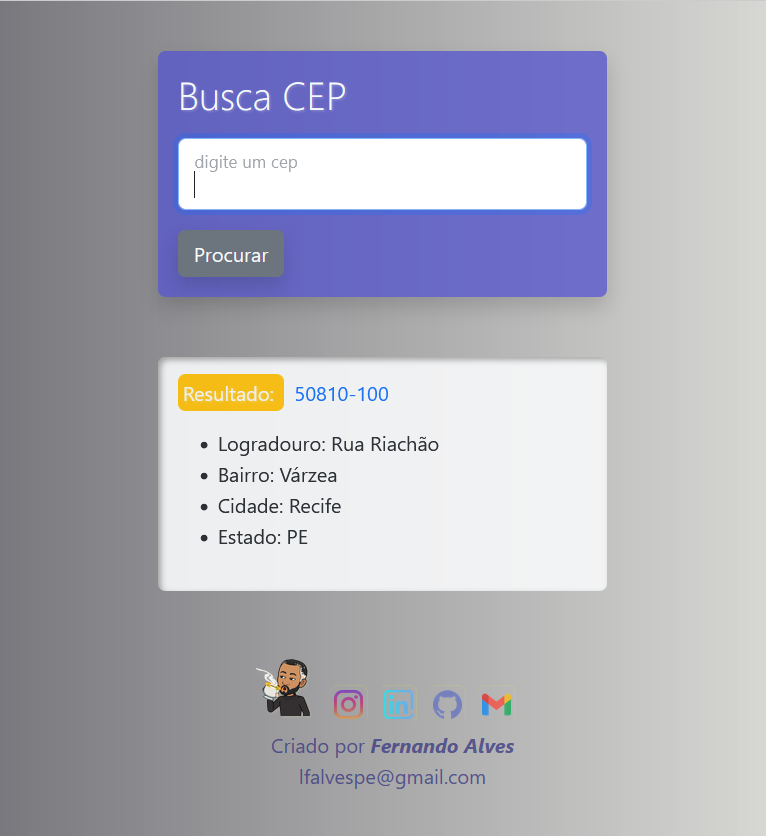 Busca CEP
digite um cep
Procurar
Resultado: 50810-100
Logradouro: Rua Riachão
Bairro: Várzea
Cidade: Recife
Estado: PE
in
Criado por Fernando Alves
lfalvespe@gmail.com